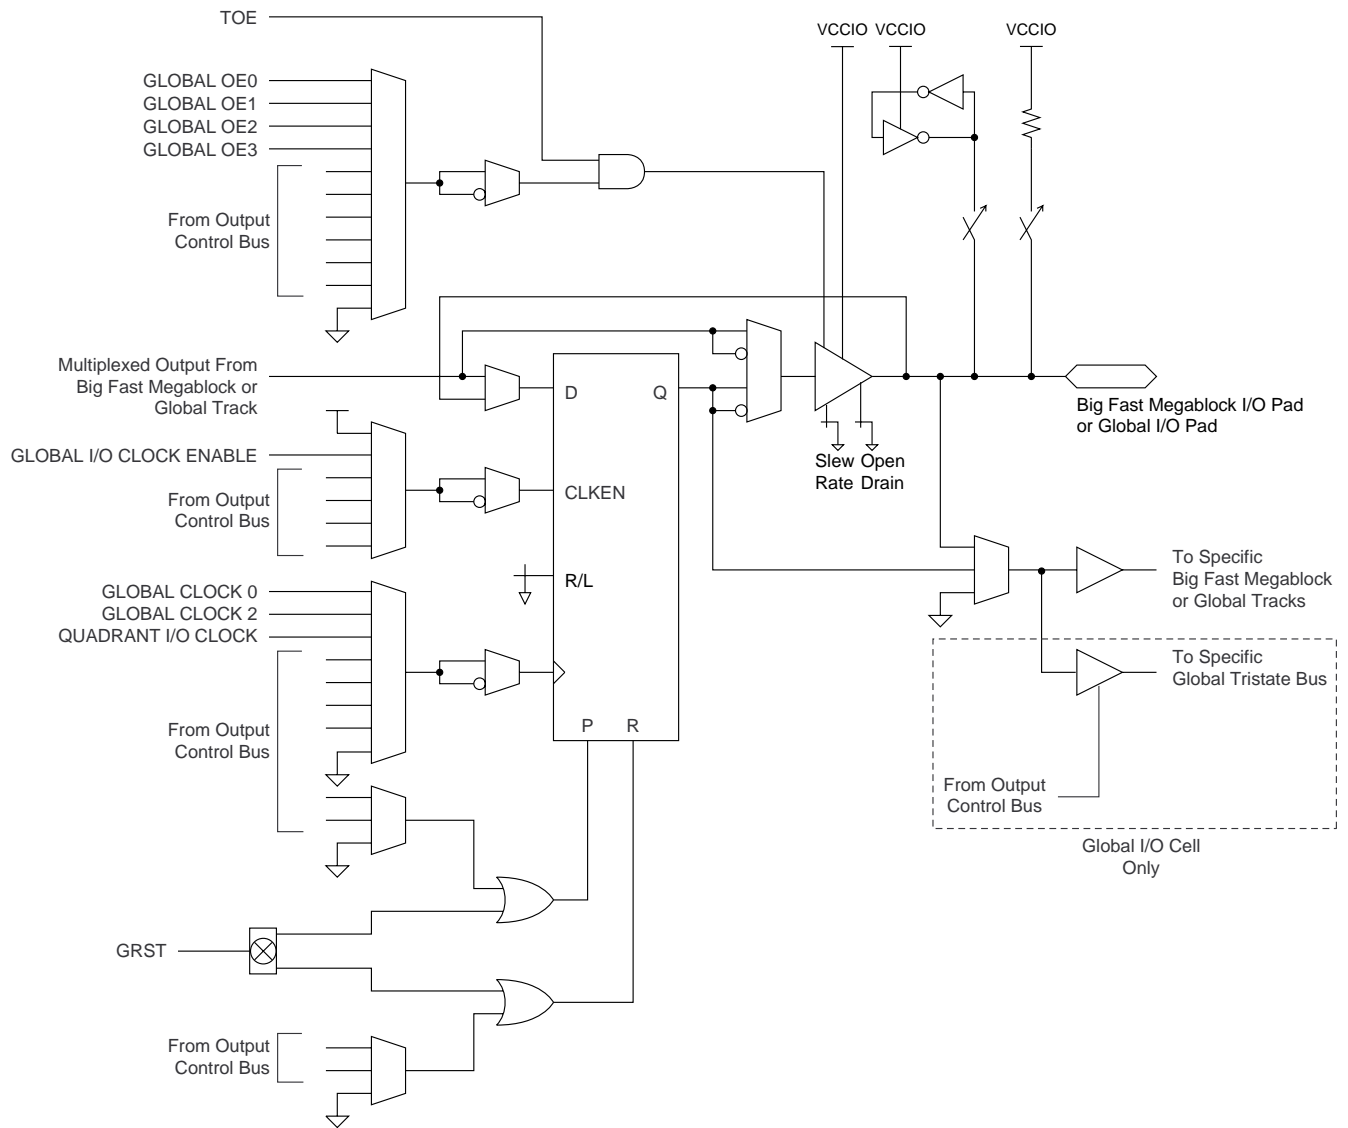 TOE
VCCIO VCCIO
VCCIO
GLOBAL OE0
GLOBAL OE1
GLOBAL OE2
GLOBAL OE3
From Output
Control Bus
Multiplexed Output From
Big Fast Megablock or
Global Track
D
Q
Big Fast Megablock I/O Pad
or Global I/O Pad
GLOBAL I/O CLOCK ENABLE
Slew Open
Rate Drain
From Output
Control Bus
CLKEN
To Specific
Big Fast Megablock
or Global Tracks
R/L
GLOBAL CLOCK 0
GLOBAL CLOCK 2
QUADRANT I/O CLOCK
To Specific
Global Tristate Bus
From Output
Control Bus
P
R
From Output
Control Bus
Global I/O Cell
Only
GRST
From Output
Control Bus